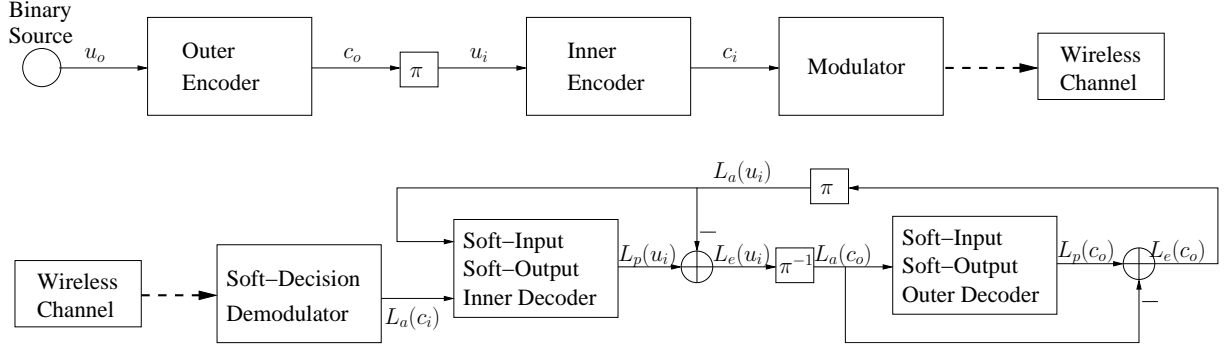 Binary
Source
u_o
Outer
Encoder
c_o
π
u_i
Inner
Encoder
c_i
Modulator
Wireless
Channel
L_a(u_i)
π
Wireless
Channel
Soft−Decision
Demodulator
L_a(c_i)
Soft−Input
Soft−Output
Inner Decoder
L_p(u_i)
−
L_e(u_i)
π^{−1}
L_a(c_o)
Soft−Input
Soft−Output
Outer Decoder
L_p(c_o)
−
L_e(c_o)